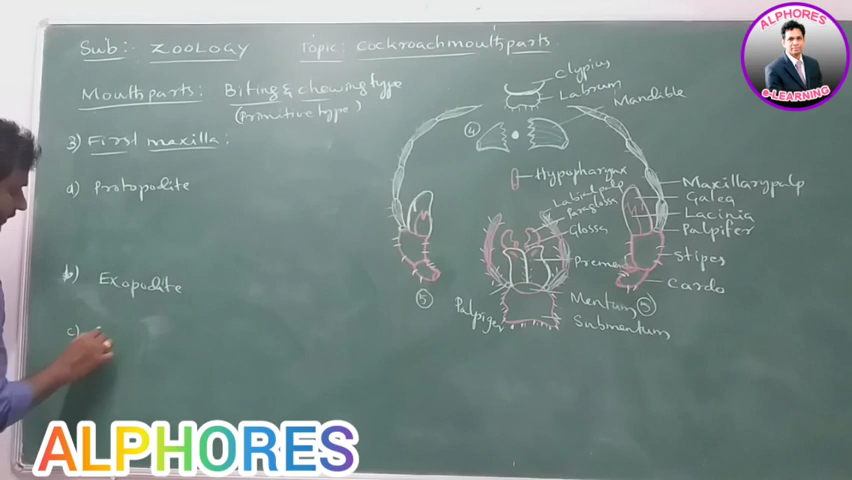 Sub:- ZOOLOGY Topic: Cockroach mouthparts
Mouthparts: Biting & chewing type
(Primitive type)
3) First maxilla:
a) Protopodite
b) Exopodite
c)
Clypius
Labrum
Mandible
4
Hypopharynx
Labial palp
Paraglossa
Glossa
Premen
Mentum
Submentum
Palpiger
Maxillary palp
Galea
Lacinia
Palpifer
Stipes
Cardo
5
5
ALPHORES
e-LEARNING
ALPHORES